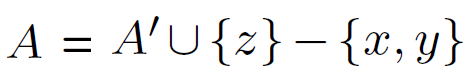 A = A′ ∪ {z} − {x, y}